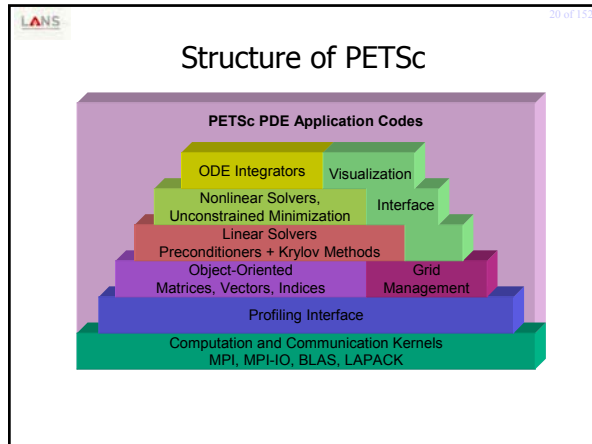 LANS
20 of 152
Structure of PETSc
PETSc PDE Application Codes
ODE Integrators
Visualization
Nonlinear Solvers,
Unconstrained Minimization
Interface
Linear Solvers
Preconditioners + Krylov Methods
Object-Oriented
Matrices, Vectors, Indices
Grid
Management
Profiling Interface
Computation and Communication Kernels
MPI, MPI-IO, BLAS, LAPACK